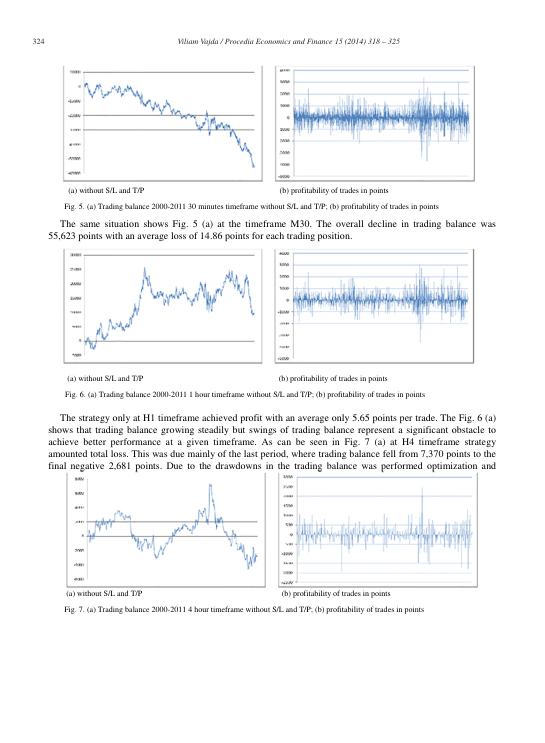 324
Viliam Vajda / Procedia Economics and Finance 15 (2014) 318 – 325
(a) without S/L and T/P
(b) profitability of trades in points
Fig. 5. (a) Trading balance 2000-2011 30 minutes timeframe without S/L and T/P; (b) profitability of trades in points
The same situation shows Fig. 5 (a) at the timeframe M30. The overall decline in trading balance was
55,623 points with an average loss of 14.86 points for each trading position.
(a) without S/L and T/P
(b) profitability of trades in points
Fig. 6. (a) Trading balance 2000-2011 1 hour timeframe without S/L and T/P; (b) profitability of trades in points
The strategy only at H1 timeframe achieved profit with an average only 5.65 points per trade. The Fig. 6 (a)
shows that trading balance growing steadily but swings of trading balance represent a significant obstacle to
achieve better performance at a given timeframe. As can be seen in Fig. 7 (a) at H4 timeframe strategy
amounted total loss. This was due mainly of the last period, where trading balance fell from 7,370 points to the
final negative 2,681 points. Due to the drawdowns in the trading balance was performed optimization and
(a) without S/L and T/P
(b) profitability of trades in points
Fig. 7. (a) Trading balance 2000-2011 4 hour timeframe without S/L and T/P; (b) profitability of trades in points